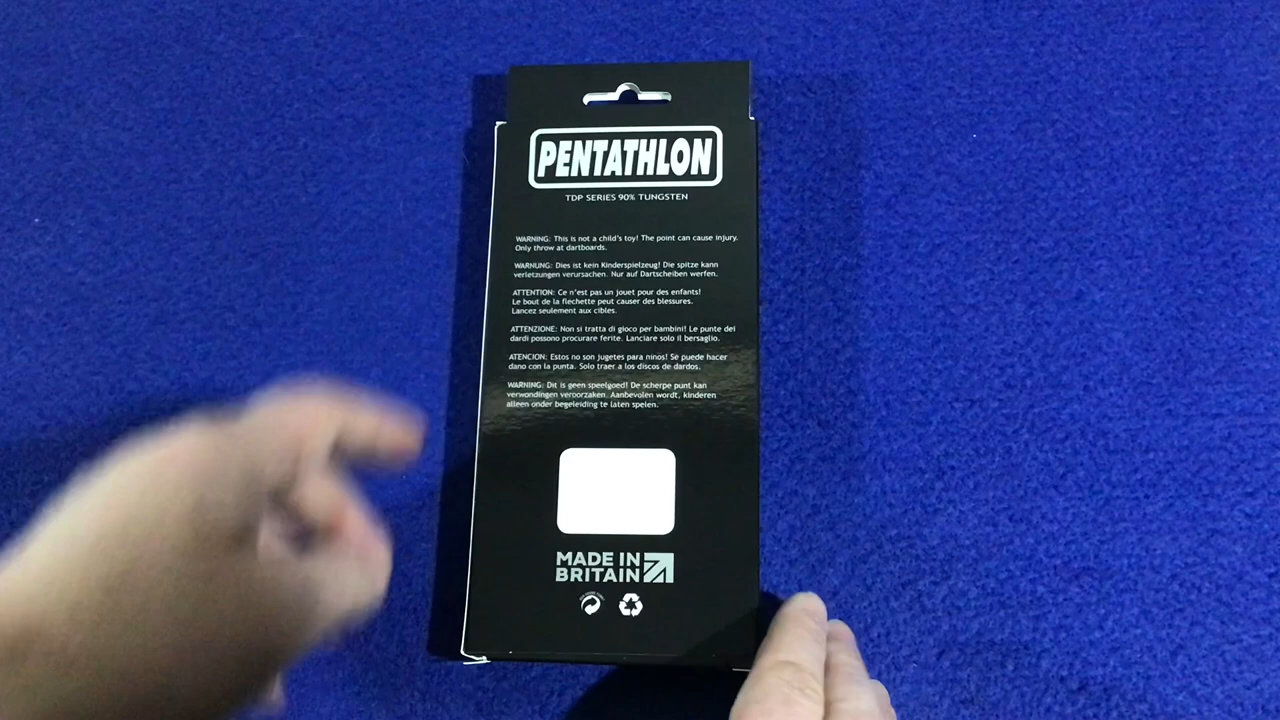 PENTATHLON
TDP SERIES 90% TUNGSTEN
WARNING: This is not a child's toy! The point can cause injury.
Only throw at dartboards.
WARNUNG: Dies ist kein Kinderspielzeug! Die spitze kann
verletzungen verursachen. Nur auf Dartscheiben werfen.
ATTENTION: Ce n'est pas un jouet pour des enfants!
Le bout de la flechette peut causer des blessures.
Lancez seulement aux cibles.
ATTENZIONE: Non si tratta di gioco per bambini! Le punte dei
dardi possono procurare ferite. Lanciare solo il bersaglio.
ATENCION: Estos no son jugetes para ninos! Se puede hacer
dano con la punta. Solo traer a los discos de dardos.
WARNING: Dit is geen speelgoed! De scherpe punt kan
verwondingen veroorzaken. Aanbevolen wordt, kinderen
alleen onder begeleiding te laten spelen.
MADE IN
BRITAIN